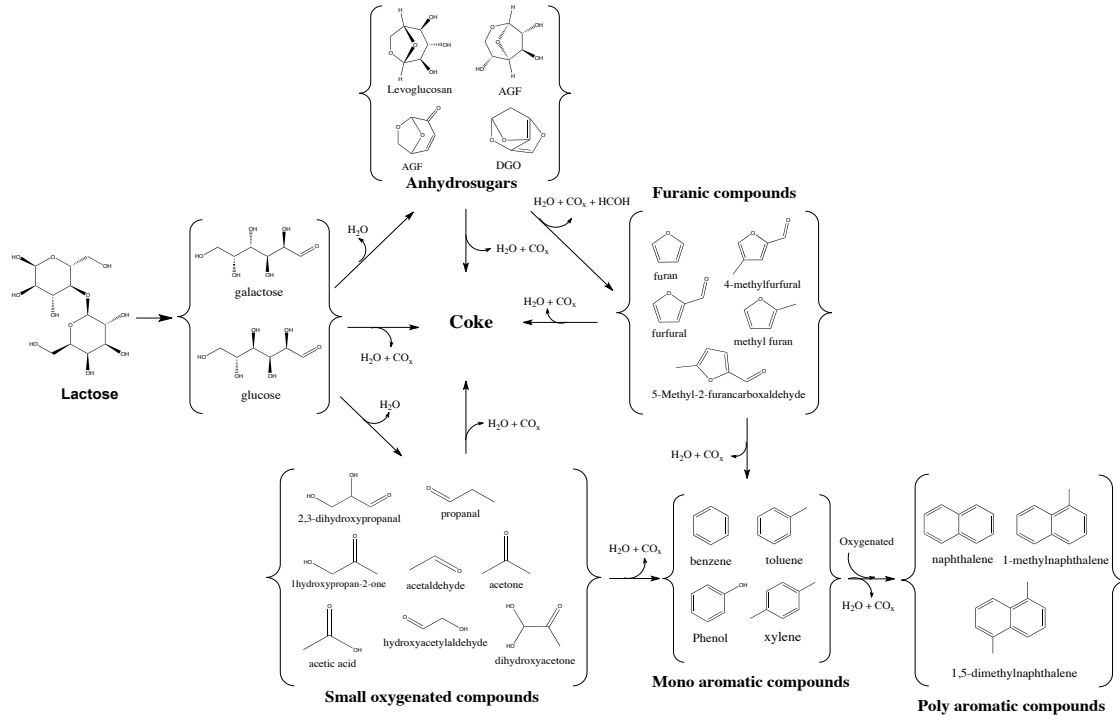 Levoglucosan
AGF
AGF
DGO
Anhydrosugars
Furanic compounds
H2O + COx + HCOH
H2O
H2O + COx
galactose
glucose
Lactose
furan
4-methylfurfural
furfural
methyl furan
5-Methyl-2-furancarboxaldehyde
H2O + COx
Coke
H2O + COx
H2O
H2O + COx
H2O + COx
2,3-dihydroxypropanal
propanal
1hydroxypropan-2-one
acetaldehyde
acetone
acetic acid
hydroxyacetylaldehyde
dihydroxyacetone
Small oxygenated compounds
H2O + COx
benzene
toluene
Phenol
xylene
Mono aromatic compounds
Oxygenated
H2O + COx
naphthalene
1-methylnaphthalene
1,5-dimethylnaphthalene
Poly aromatic compounds